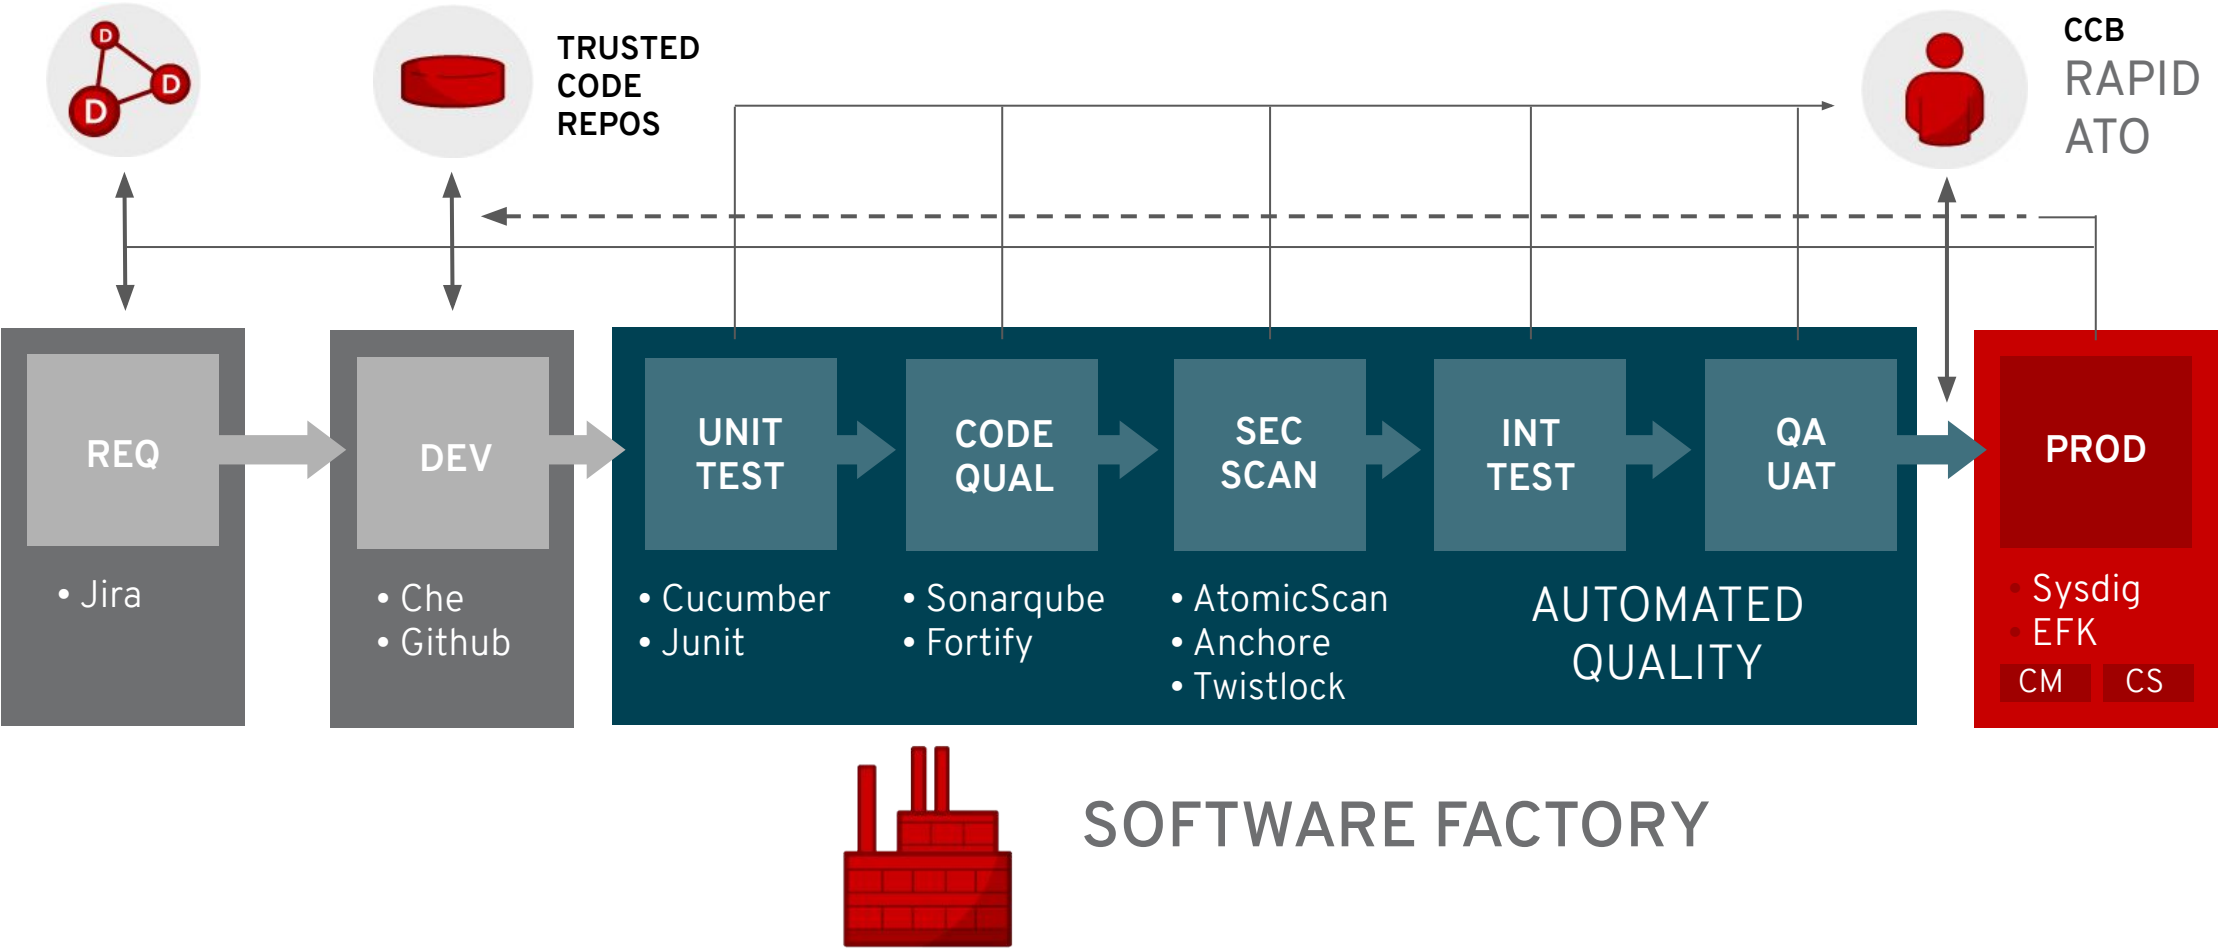 D
D
D
TRUSTED
CODE
REPOS
CCB
RAPID
ATO
REQ
• Jira
DEV
• Che
• Github
UNIT
TEST
• Cucumber
• Junit
CODE
QUAL
• Sonarqube
• Fortify
SEC
SCAN
• AtomicScan
• Anchore
• Twistlock
INT
TEST
QA
UAT
AUTOMATED
QUALITY
PROD
• Sysdig
• EFK
CM
CS
SOFTWARE FACTORY